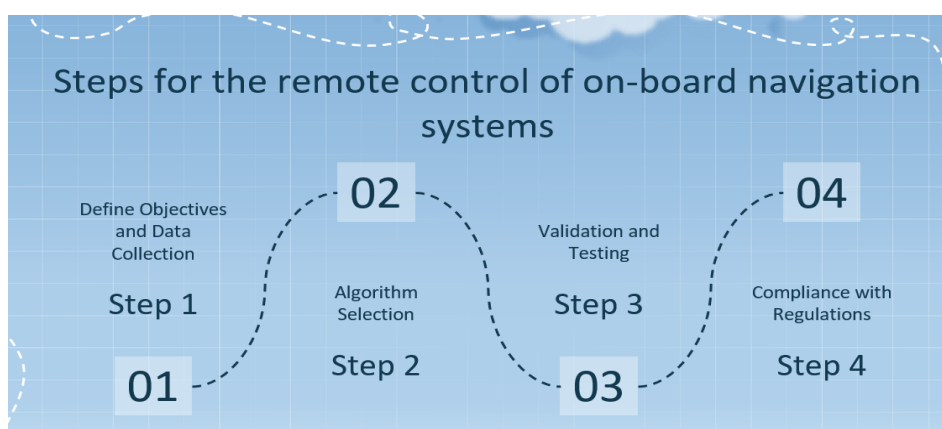 Steps for the remote control of on-board navigation
systems
Define Objectives
and Data
Collection
Step 1
01
02
Algorithm
Selection
Step 2
Validation and
Testing
Step 3
03
04
Compliance with
Regulations
Step 4